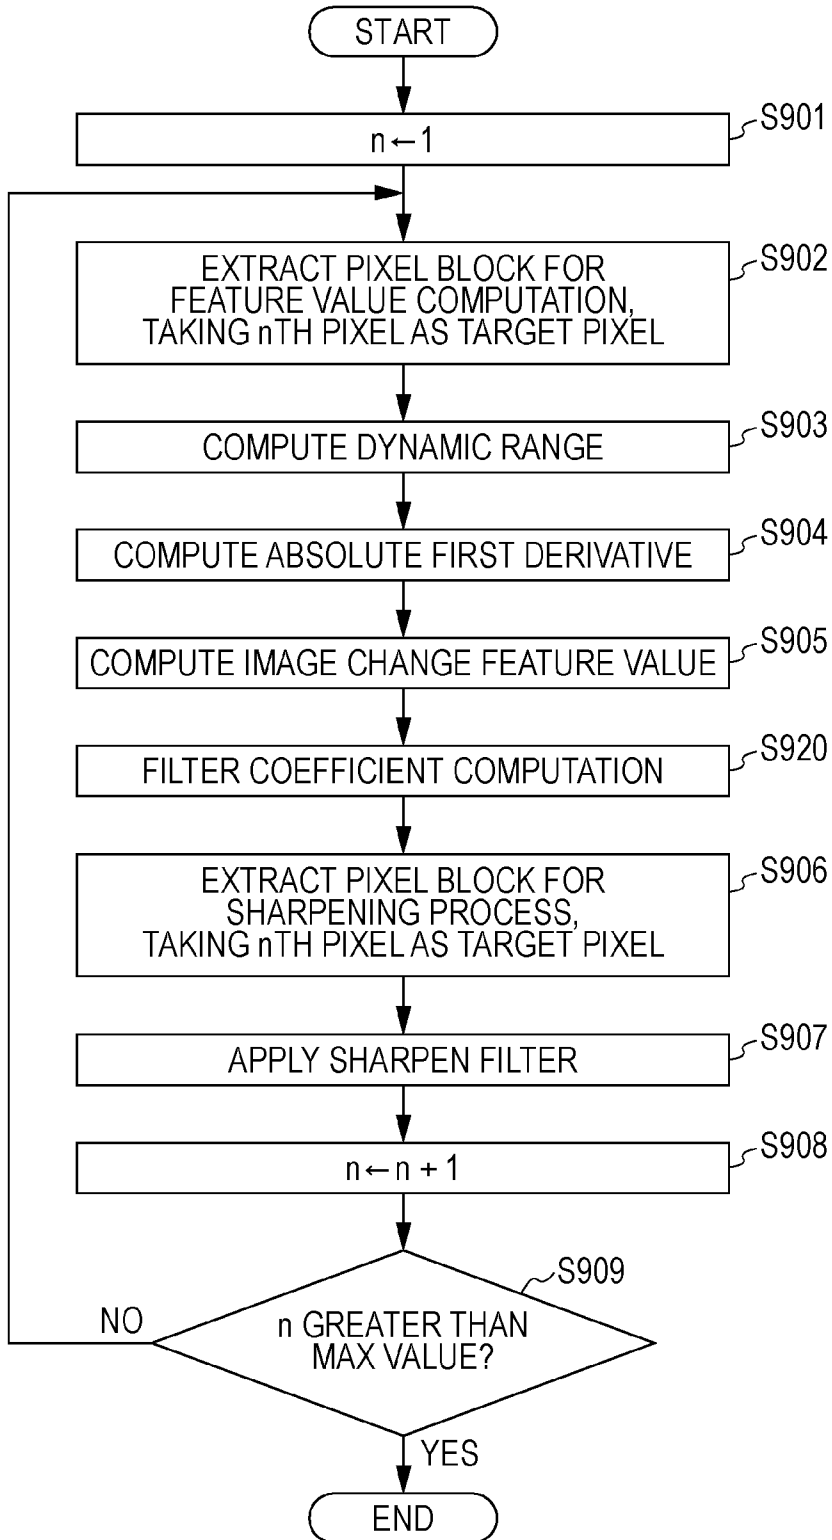 START
S901
n←1
S902
EXTRACT PIXEL BLOCK FOR
FEATURE VALUE COMPUTATION,
TAKING nTH PIXEL AS TARGET PIXEL
S903
COMPUTE DYNAMIC RANGE
S904
COMPUTE ABSOLUTE FIRST DERIVATIVE
S905
COMPUTE IMAGE CHANGE FEATURE VALUE
S920
FILTER COEFFICIENT COMPUTATION
S906
EXTRACT PIXEL BLOCK FOR
SHARPENING PROCESS,
TAKING nTH PIXEL AS TARGET PIXEL
S907
APPLY SHARPEN FILTER
S908
n←n + 1
S909
NO
n GREATER THAN
MAX VALUE?
YES
END